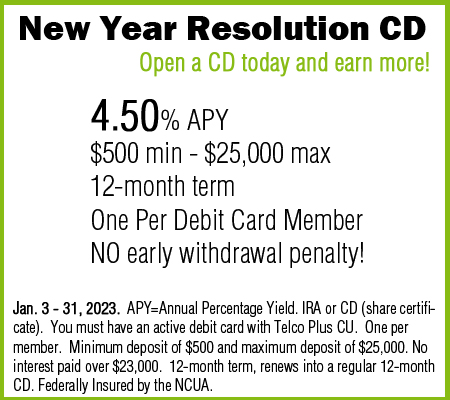 New Year Resolution CD
Open a CD today and earn more!
4.50% APY
$500 min - $25,000 max
12-month term
One Per Debit Card Member
NO early withdrawal penalty!
Jan. 3 - 31, 2023. APY=Annual Percentage Yield. IRA or CD (share certifi-
cate). You must have an active debit card with Telco Plus CU. One per
member. Minimum deposit of $500 and maximum deposit of $25,000. No
interest paid over $23,000. 12-month term, renews into a regular 12-month
CD. Federally Insured by the NCUA.